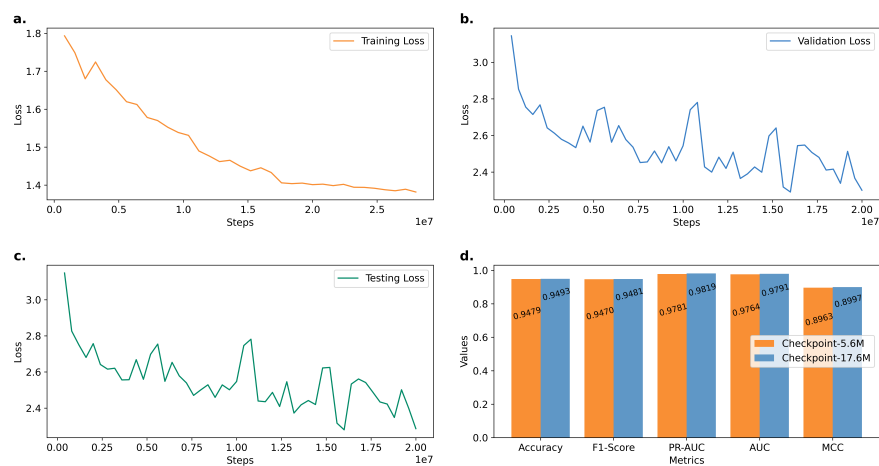 a.
1.8
1.7
1.6
1.5
1.4
Loss
Training Loss
0.0 0.5 1.0 1.5 2.0 2.5
Steps
1e7
b.
3.0
2.8
2.6
2.4
Loss
Validation Loss
0.00 0.25 0.50 0.75 1.00 1.25 1.50 1.75 2.00
Steps
1e7
c.
3.0
2.8
2.6
2.4
Loss
Testing Loss
0.00 0.25 0.50 0.75 1.00 1.25 1.50 1.75 2.00
Steps
1e7
d.
1.0
0.8
0.6
0.4
0.2
0.0
Values
0.9479 0.9493 0.9470 0.9481 0.9781 0.9819 0.9764 0.9791 0.8963 0.8997
Checkpoint-5.6M
Checkpoint-17.6M
Accuracy F1-Score PR-AUC AUC MCC
Metrics